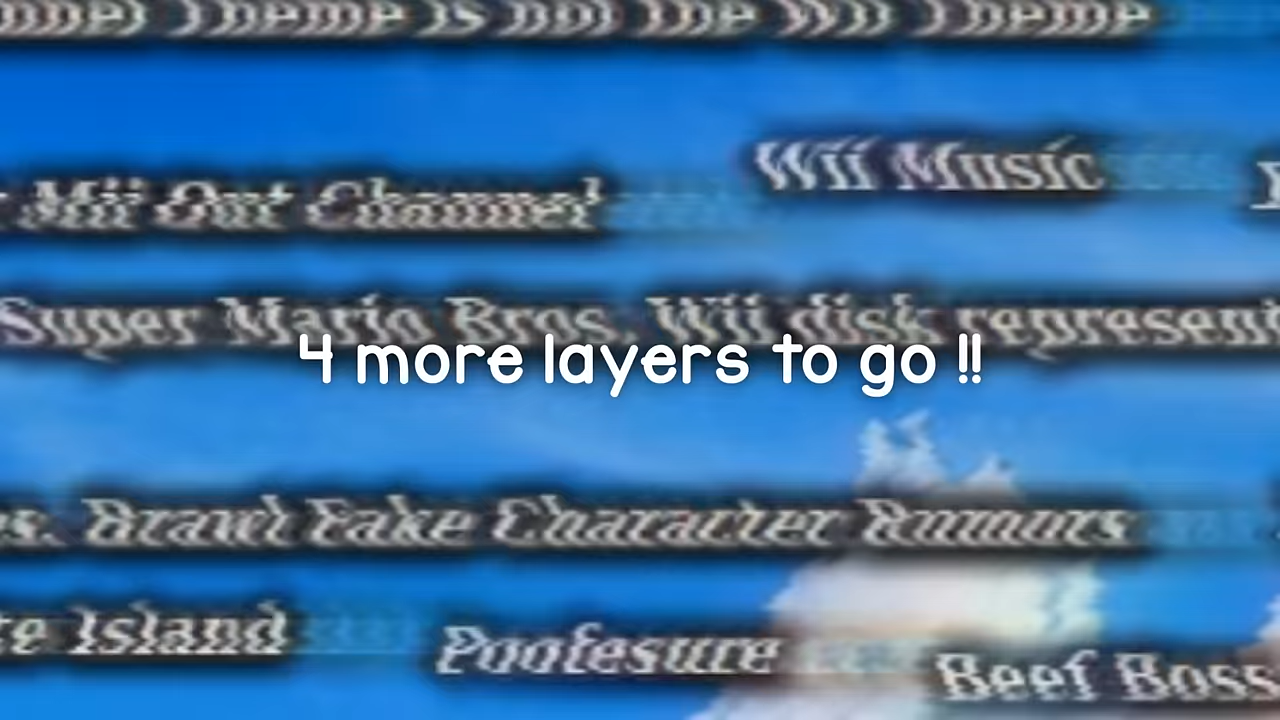 Theme is not the Wii Theme
Wii Music
Mii Out Channel
Super Mario Bros. Wii disk represent
4 more layers to go !!
Brawl Fake Character Rumors
Island
Poofesure
Beef Boss